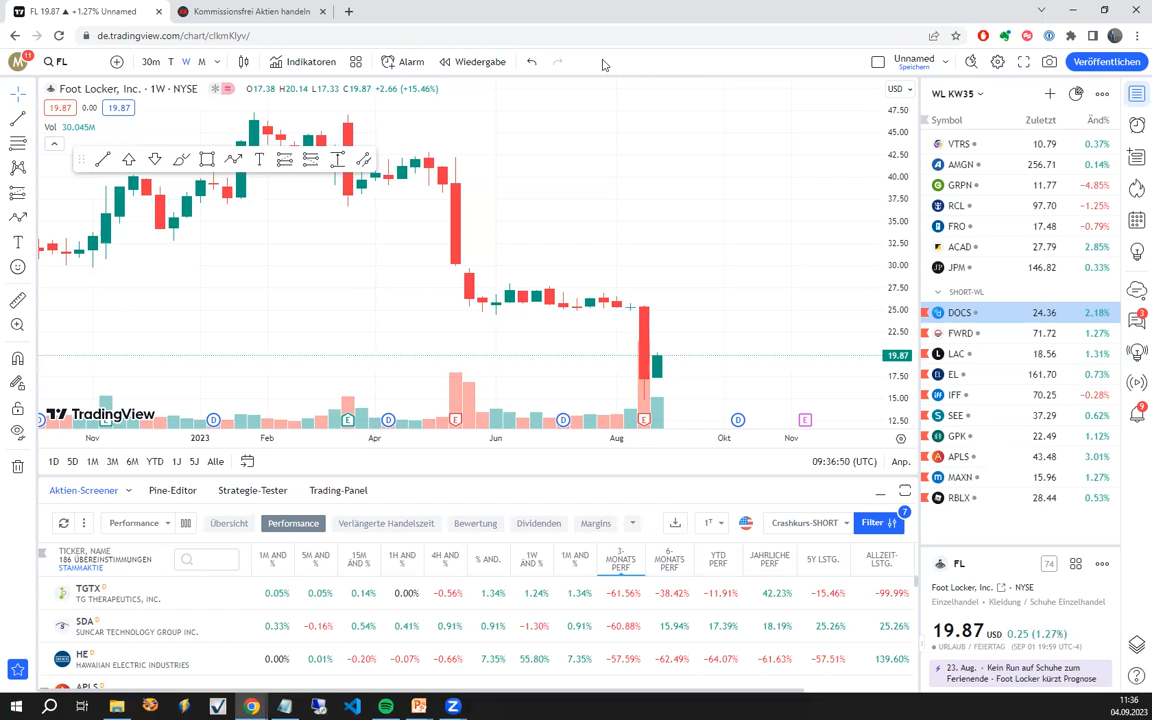 FL 19.87 ▲ +1.27% Unnamed
Kommissionsfrei Aktien handeln
de.tradingview.com/chart/clkmKlyv/
M 11
FL
30m T W M
Indikatoren
Alarm
Wiedergabe
Unnamed
Speichern
Veröffentlichen
Foot Locker, Inc. · 1W · NYSE
O17.38 H20.14 L17.33 C19.87 +2.66 (+15.46%)
19.87 0.00 19.87
Vol 30.045M
USD
47.50
45.00
42.50
40.00
37.50
35.00
32.50
30.00
27.50
25.00
22.50
19.87
17.50
15.00
12.50
TradingView
D E D E D D E D E
Nov 2023 Feb Apr Jun Aug Okt Nov
1D 5D 1M 3M 6M YTD 1J 5J Alle
09:36:50 (UTC) Anp.
WL KW35
Symbol Zuletzt Änd%
VTRS 10.79 0.37%
AMGN 256.71 0.14%
GRPN 11.77 −4.85%
RCL 97.70 −1.25%
FRO 17.48 −0.79%
ACAD 27.79 2.85%
JPM 146.82 0.33%
SHORT-WL
DOCS 24.36 2.18%
FWRD 71.72 1.27%
LAC 18.56 1.31%
EL 161.70 0.73%
IFF 70.25 −0.28%
SEE 37.29 0.62%
GPK 22.49 1.12%
APLS 43.48 3.01%
MAXN 15.96 1.27%
RBLX 28.44 0.53%
3
9
Aktien-Screener Pine-Editor Strategie-Tester Trading-Panel
Performance Übersicht Performance Verlängerte Handelszeit Bewertung Dividenden Margins
1T
Crashkurs-SHORT
Filter 7
TICKER, NAME
186 ÜBEREINSTIMMUNGEN
STAMMAKTIE
1M AND %
5M AND %
15M AND %
1H AND %
4H AND %
% AND.
1W AND %
1M AND %
3-MONATS PERF
6-MONATS PERF
YTD PERF
JÄHRLICHE PERF
5Y LSTG.
ALLZEIT-LSTG.
TGTX D
TG THERAPEUTICS, INC.
0.05% 0.05% 0.14% 0.00% −0.56% 1.34% 1.24% 1.34% −61.56% −38.42% −11.91% 42.23% −15.46% −99.99%
SDA D
SUNCAR TECHNOLOGY GROUP INC.
0.33% −0.16% 0.54% 0.41% 0.91% 0.91% −1.30% 0.91% −60.88% 15.94% 17.39% 18.19% 25.26% 25.26%
HE D
HAWAIIAN ELECTRIC INDUSTRIES
0.00% 0.01% −0.20% −0.07% −0.66% 7.35% 55.80% 7.35% −57.59% −62.49% −64.07% −61.63% −57.51% 139.60%
APLS D
FL
74
Foot Locker, Inc. • NYSE
Einzelhandel • Kleidung / Schuhe Einzelhandel
19.87 USD 0.25 (1.27%)
URLAUB / FEIERTAG (SEP 01 19:59 UTC-4)
23. Aug. • Kein Run auf Schuhe zum
Ferienende - Foot Locker kürzt Prognose
11:36
04.09.2023